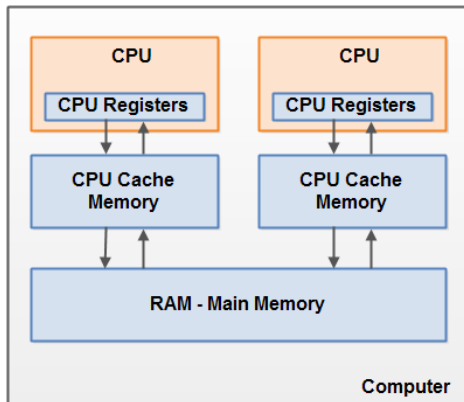 CPU
CPU
CPU Registers
CPU Registers
CPU Cache
Memory
CPU Cache
Memory
RAM - Main Memory
Computer